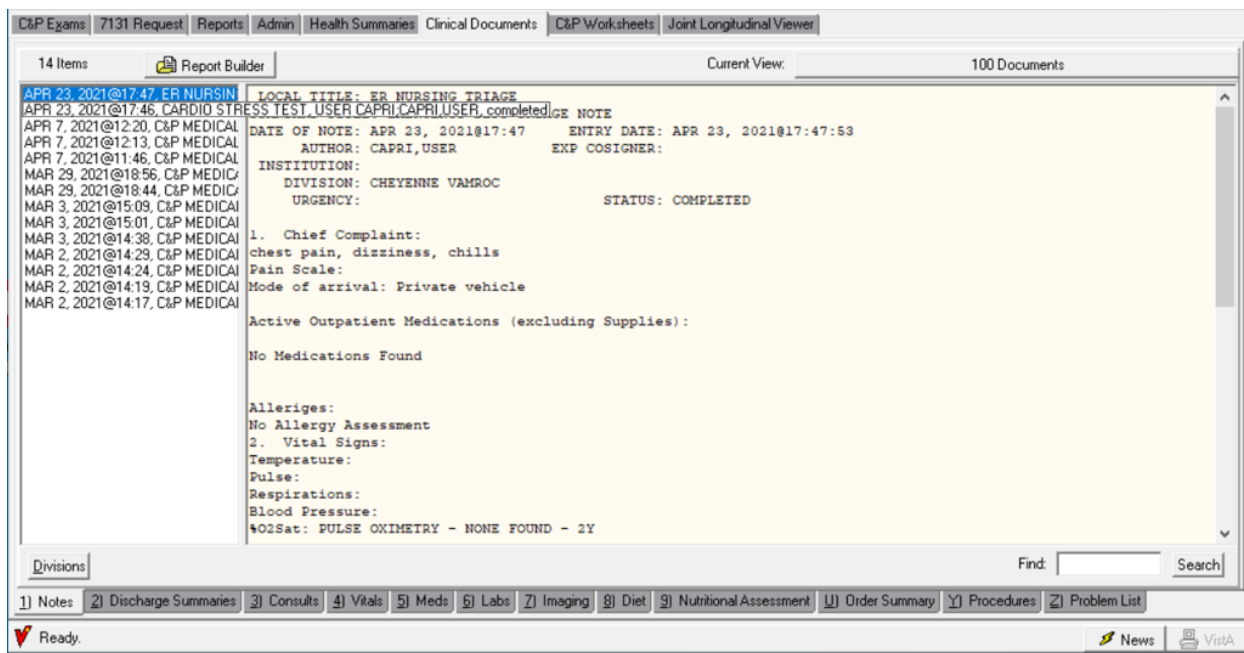 C&P Exams 7131 Request Reports Admin Health Summaries Clinical Documents C&P Worksheets Joint Longitudinal Viewer
14 Items Report Builder Current View: 100 Documents
APR 23, 2021@17:47, ER NURSIN
APR 23, 2021@17:46, CARDIO STRESS TEST, USER CAPRI;CAPRI,USER, completed
APR 7, 2021@12:20, C&P MEDICAL
APR 7, 2021@12:13, C&P MEDICAL
APR 7, 2021@11:46, C&P MEDICAL
MAR 29, 2021@18:56, C&P MEDICA
MAR 29, 2021@18:44, C&P MEDICA
MAR 3, 2021@15:09, C&P MEDICAL
MAR 3, 2021@15:01, C&P MEDICAL
MAR 3, 2021@14:38, C&P MEDICAL
MAR 2, 2021@14:29, C&P MEDICAL
MAR 2, 2021@14:24, C&P MEDICAL
MAR 2, 2021@14:19, C&P MEDICAL
MAR 2, 2021@14:17, C&P MEDICAL
LOCAL TITLE: ER NURSING TRIAGE
GE NOTE
DATE OF NOTE: APR 23, 2021@17:47 ENTRY DATE: APR 23, 2021@17:47:53
AUTHOR: CAPRI,USER EXP COSIGNER:
INSTITUTION:
DIVISION: CHEYENNE VAMROC
URGENCY: STATUS: COMPLETED
1. Chief Complaint:
chest pain, dizziness, chills
Pain Scale:
Mode of arrival: Private vehicle
Active Outpatient Medications (excluding Supplies):
No Medications Found
Alleriges:
No Allergy Assessment
2. Vital Signs:
Temperature:
Pulse:
Respirations:
Blood Pressure:
%O2Sat: PULSE OXIMETRY - NONE FOUND - 2Y
Divisions Find: Search
1) Notes 2) Discharge Summaries 3) Consults 4) Vitals 5) Meds 6) Labs 7) Imaging 8) Diet 9) Nutritional Assessment U) Order Summary Y) Procedures Z) Problem List
Ready. News VistA